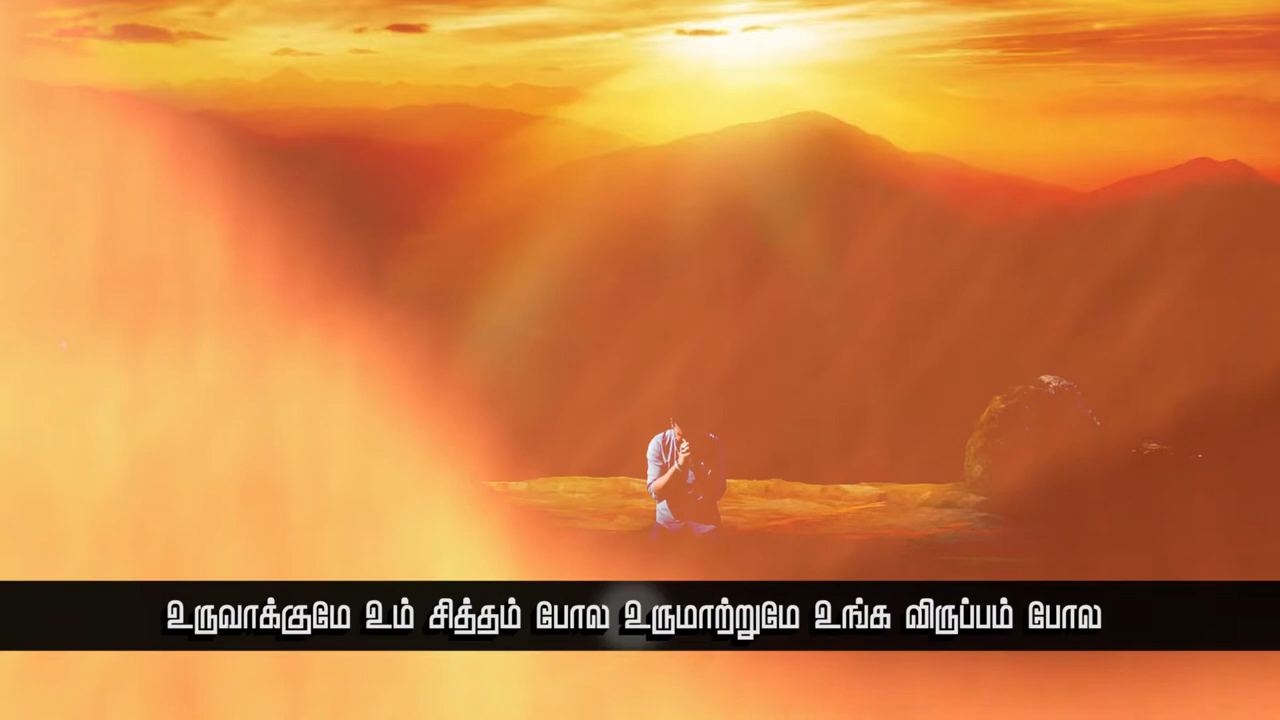 உருவாக்குமே உம் சித்தம் போல உருமாற்றுமே உங்க விருப்பம் போல